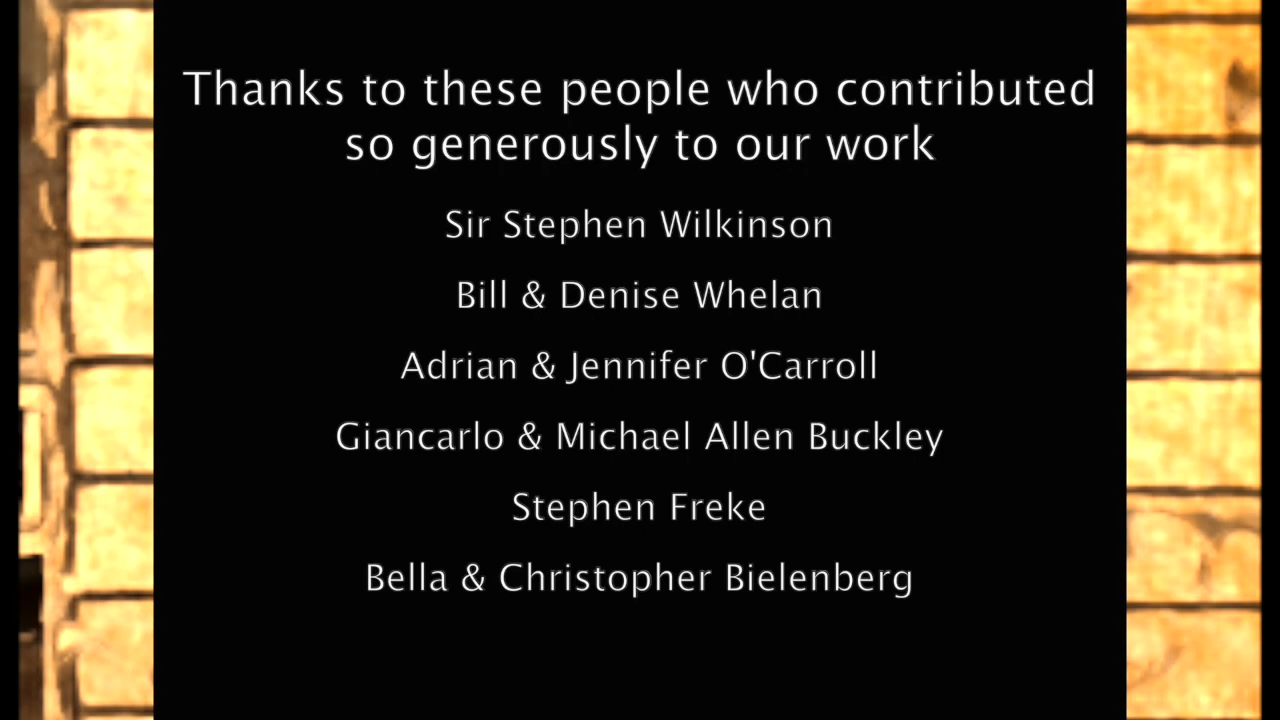 Thanks to these people who contributed
so generously to our work
Sir Stephen Wilkinson
Bill & Denise Whelan
Adrian & Jennifer O'Carroll
Giancarlo & Michael Allen Buckley
Stephen Freke
Bella & Christopher Bielenberg